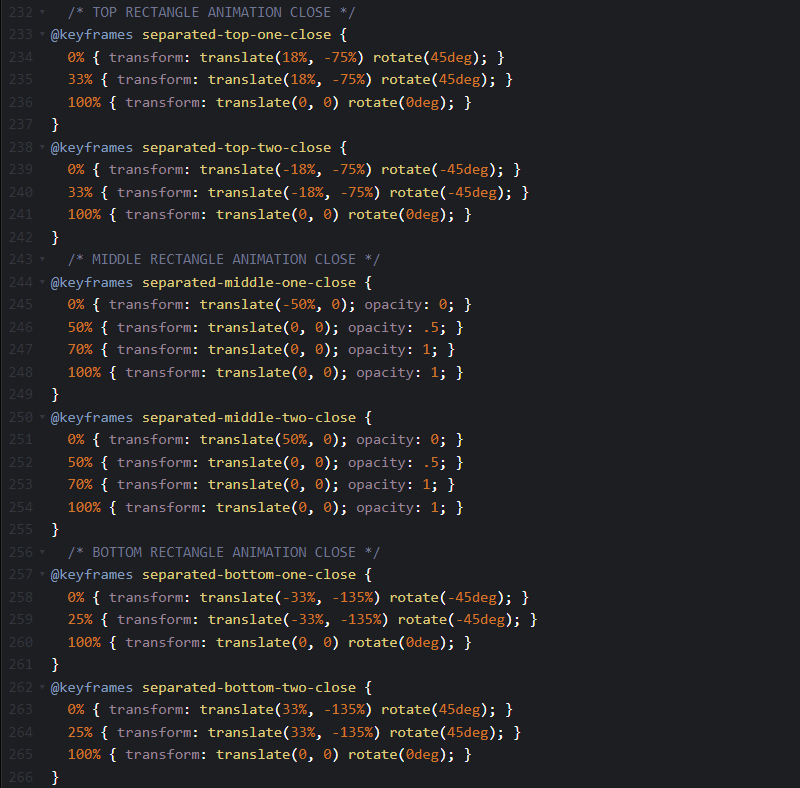 232 /* TOP RECTANGLE ANIMATION CLOSE */
233 @keyframes separated-top-one-close {
234 0% { transform: translate(18%, -75%) rotate(45deg); }
235 33% { transform: translate(18%, -75%) rotate(45deg); }
236 100% { transform: translate(0, 0) rotate(0deg); }
237 }
238 @keyframes separated-top-two-close {
239 0% { transform: translate(-18%, -75%) rotate(-45deg); }
240 33% { transform: translate(-18%, -75%) rotate(-45deg); }
241 100% { transform: translate(0, 0) rotate(0deg); }
242 }
243 /* MIDDLE RECTANGLE ANIMATION CLOSE */
244 @keyframes separated-middle-one-close {
245 0% { transform: translate(-50%, 0); opacity: 0; }
246 50% { transform: translate(0, 0); opacity: .5; }
247 70% { transform: translate(0, 0); opacity: 1; }
248 100% { transform: translate(0, 0); opacity: 1; }
249 }
250 @keyframes separated-middle-two-close {
251 0% { transform: translate(50%, 0); opacity: 0; }
252 50% { transform: translate(0, 0); opacity: .5; }
253 70% { transform: translate(0, 0); opacity: 1; }
254 100% { transform: translate(0, 0); opacity: 1; }
255 }
256 /* BOTTOM RECTANGLE ANIMATION CLOSE */
257 @keyframes separated-bottom-one-close {
258 0% { transform: translate(-33%, -135%) rotate(-45deg); }
259 25% { transform: translate(-33%, -135%) rotate(-45deg); }
260 100% { transform: translate(0, 0) rotate(0deg); }
261 }
262 @keyframes separated-bottom-two-close {
263 0% { transform: translate(33%, -135%) rotate(45deg); }
264 25% { transform: translate(33%, -135%) rotate(45deg); }
265 100% { transform: translate(0, 0) rotate(0deg); }
266 }